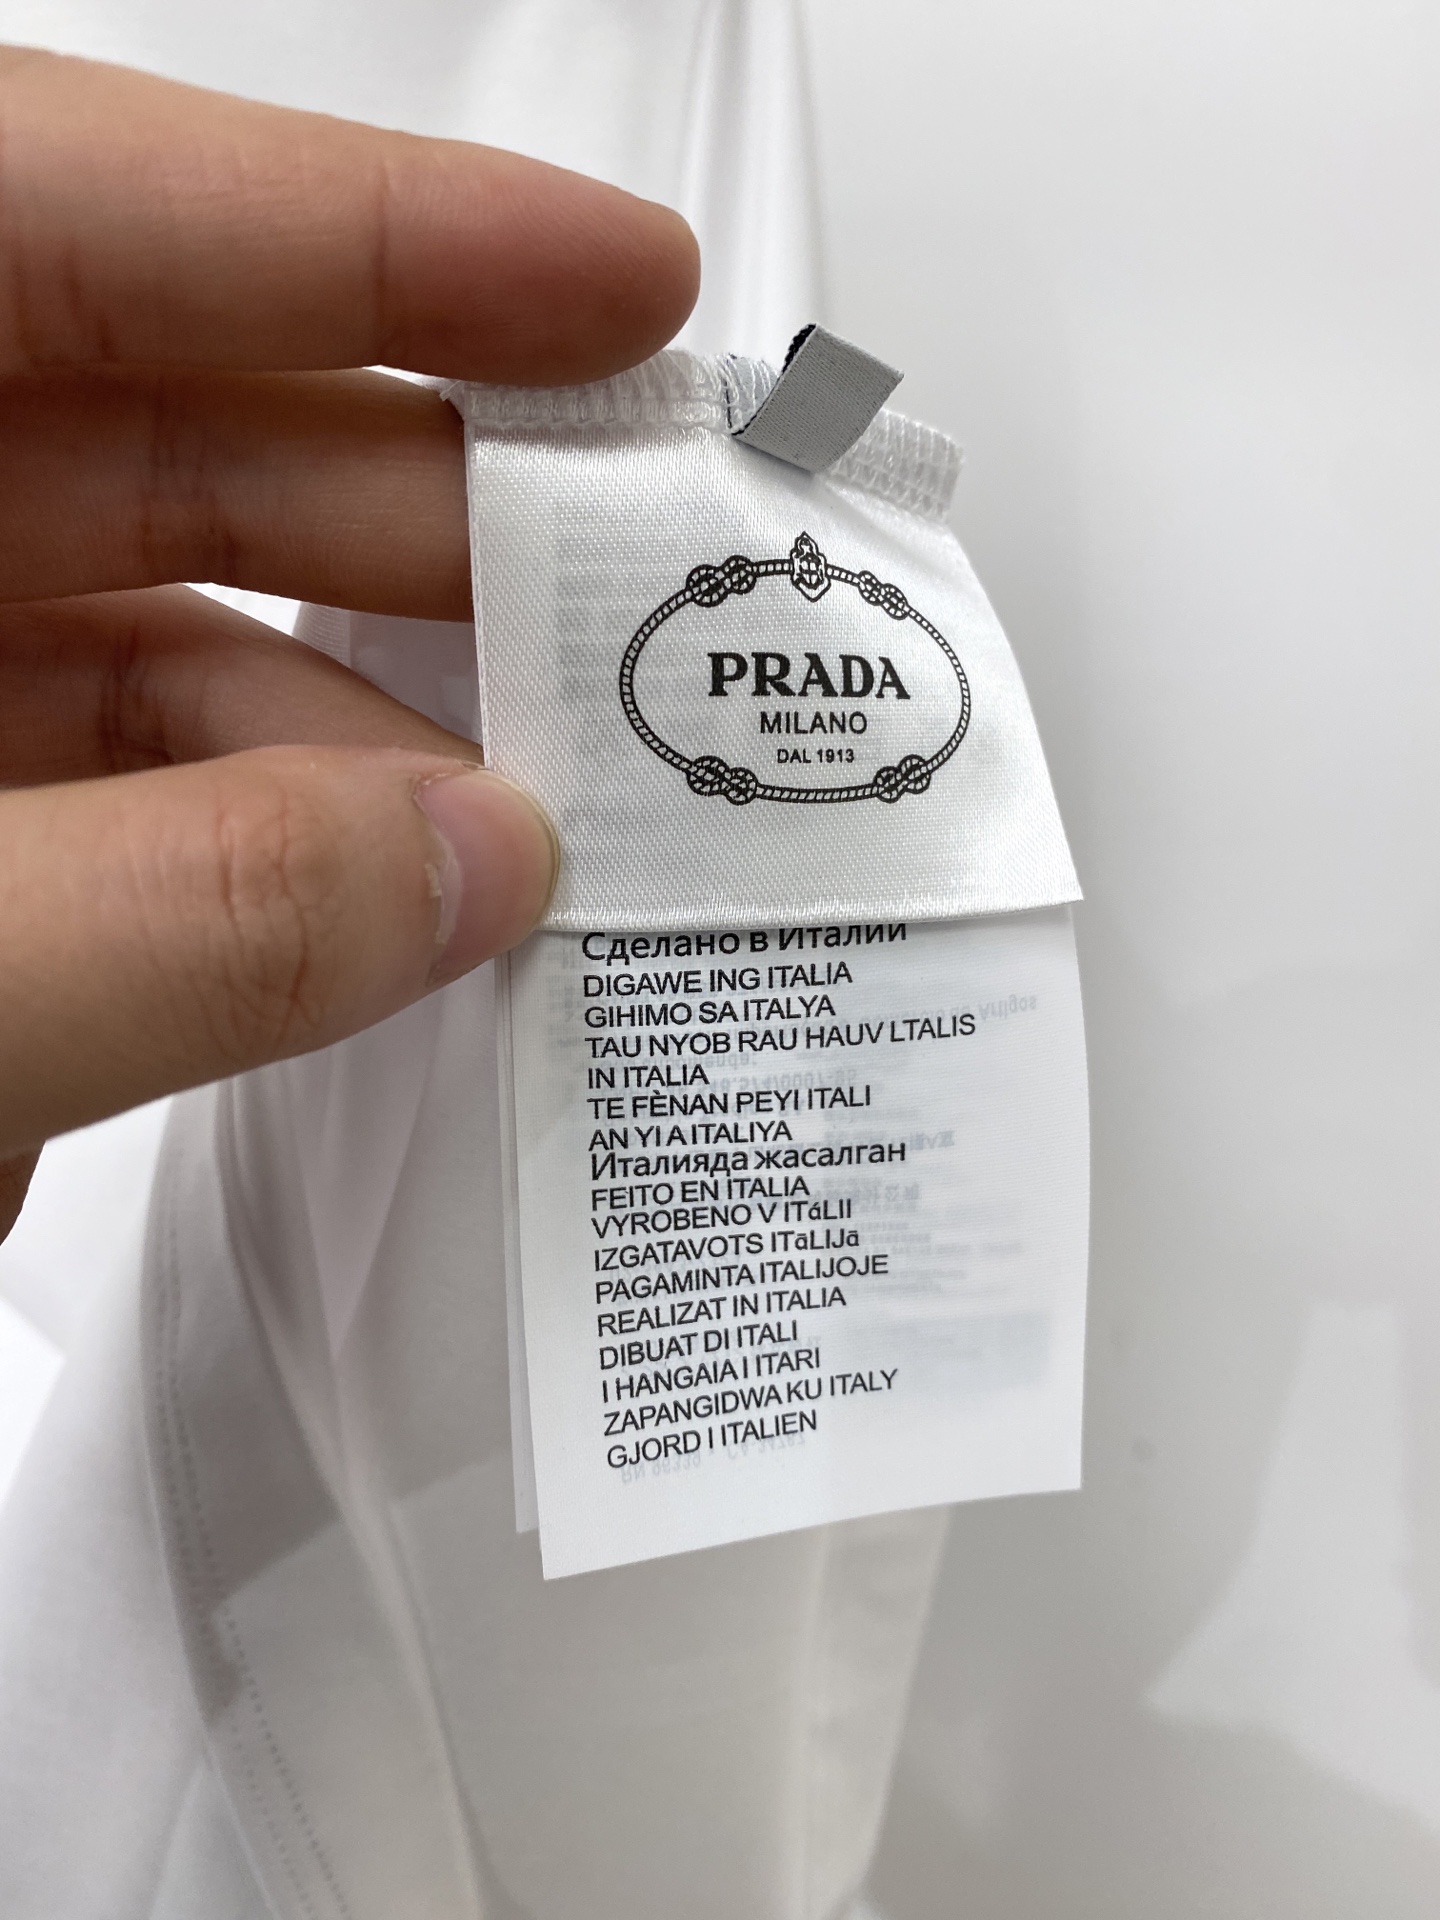 PRADA
MILANO
DAL 1913
Сделано в Италии
DIGAWE ING ITALIA
GIHIMO SA ITALYA
TAU NYOB RAU HAUV LTALIS
IN ITALIA
TE FÈNAN PEYI ITALI
AN YI A ITALIYA
Италияда жасалган
FEITO EN ITALIA
VYROBENO V ITáLII
IZGATAVOTS ITāLIJā
PAGAMINTA ITALIJOJE
REALIZAT IN ITALIA
DIBUAT DI ITALI
I HANGAIA I ITARI
ZAPANGIDWA KU ITALY
GJORD I ITALIEN